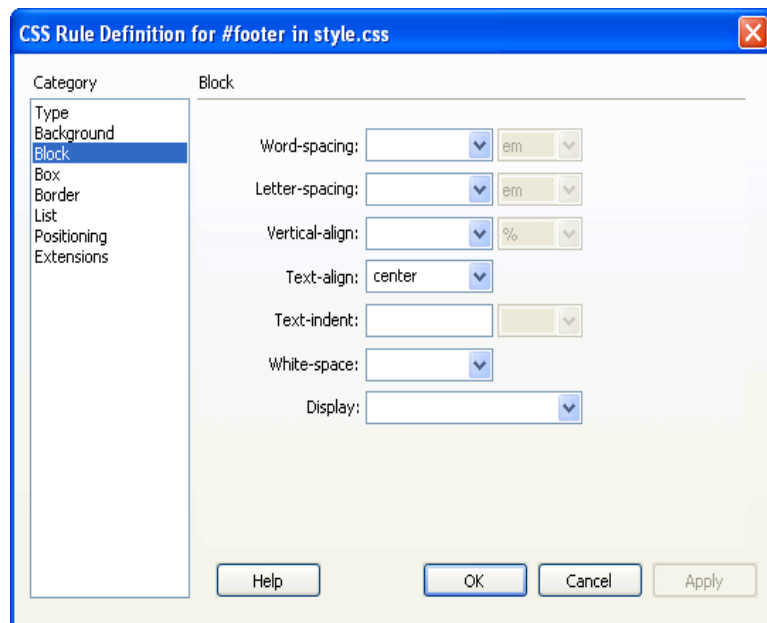 CSS Rule Definition for #footer in style.css
Category
Type
Background
Block
Box
Border
List
Positioning
Extensions
Block
Word-spacing: em
Letter-spacing: em
Vertical-align: %
Text-align: center
Text-indent:
White-space:
Display:
Help OK Cancel Apply